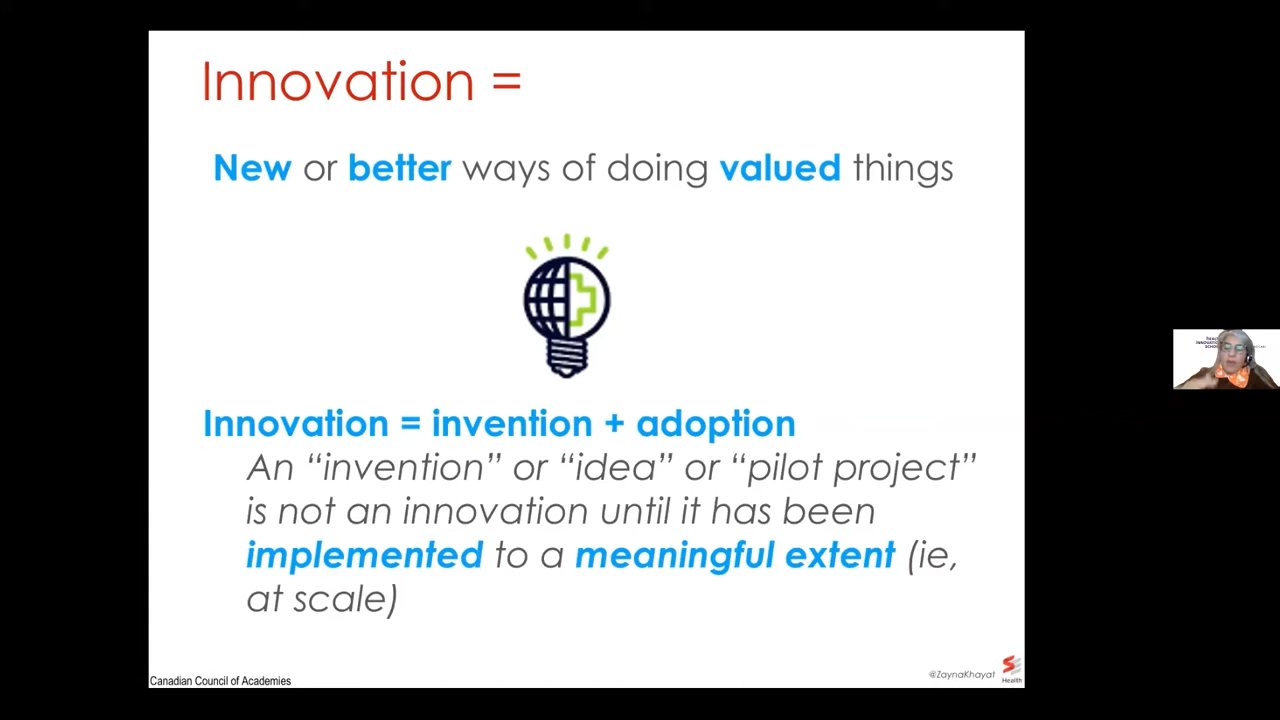 Innovation =
New or better ways of doing valued things
Innovation = invention + adoption
An “invention” or “idea” or “pilot project”
is not an innovation until it has been
implemented to a meaningful extent (ie,
at scale)
Canadian Council of Academies
@ZaynaKhayat
Health